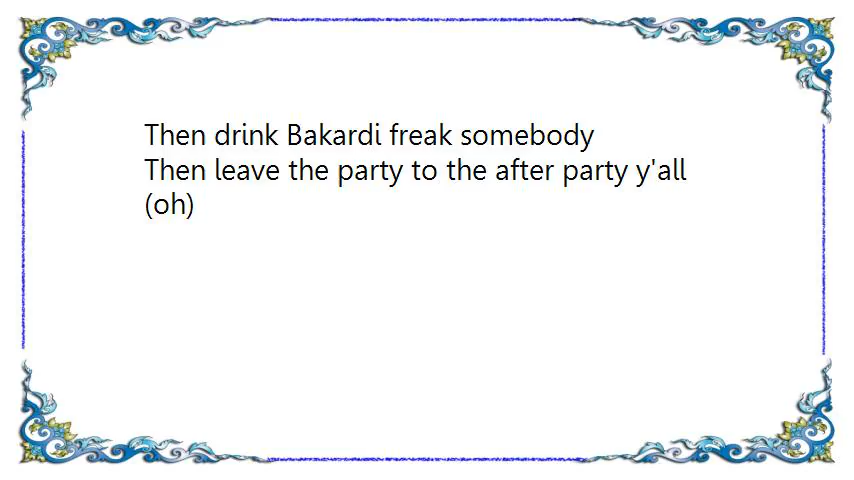 Then drink Bakardi freak somebody
Then leave the party to the after party y'all
(oh)